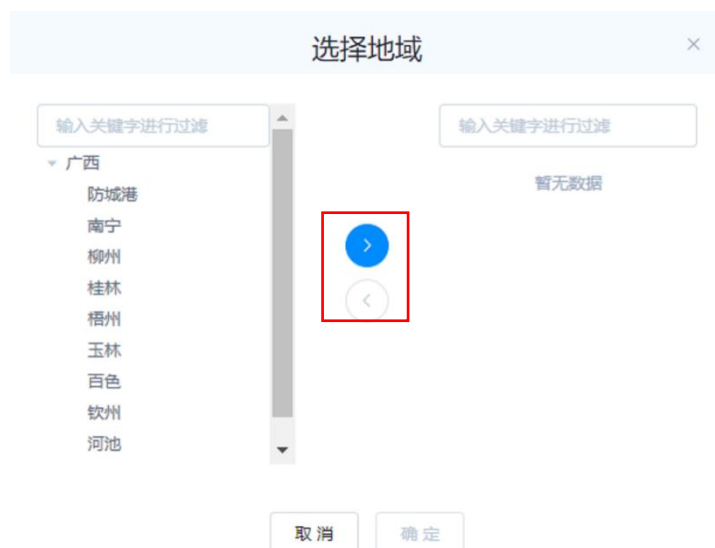 选择地域
输入关键字进行过滤
广西
防城港
南宁
柳州
桂林
梧州
玉林
百色
钦州
河池
输入关键字进行过滤
暂无数据
取消
确定